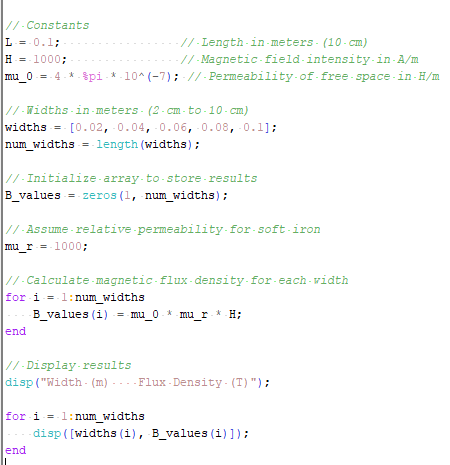 // Constants
L = 0.1;                // Length in meters (10 cm)
H = 1000;               // Magnetic field intensity in A/m
mu_0 = 4 * %pi * 10^(-7); // Permeability of free space in H/m
// Widths in meters (2 cm to 10 cm)
widths = [0.02, 0.04, 0.06, 0.08, 0.1];
num_widths = length(widths);
// Initialize array to store results
B_values = zeros(1, num_widths);
// Assume relative permeability for soft iron
mu_r = 1000;
// Calculate magnetic flux density for each width
for i = 1:num_widths
    B_values(i) = mu_0 * mu_r * H;
end
// Display results
disp("Width (m)    Flux Density (T)");
for i = 1:num_widths
    disp([widths(i), B_values(i)]);
end